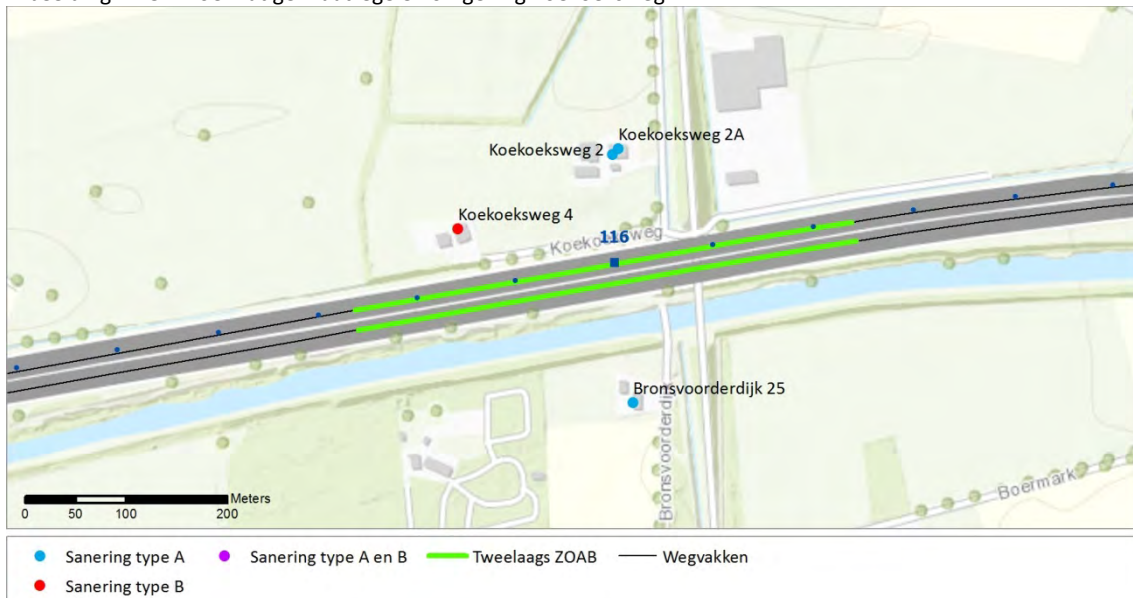 Koekoeksweg 2A
Koekoeksweg 2
Koekoeksweg 4
Koekoeksweg
116
Bronsvoorderdijk 25
Bronsvoorderdijk
Boermark
Meters
0 50 100 200
Sanering type A
Sanering type A en B
Tweelaags ZOAB
Wegvakken
Sanering type B